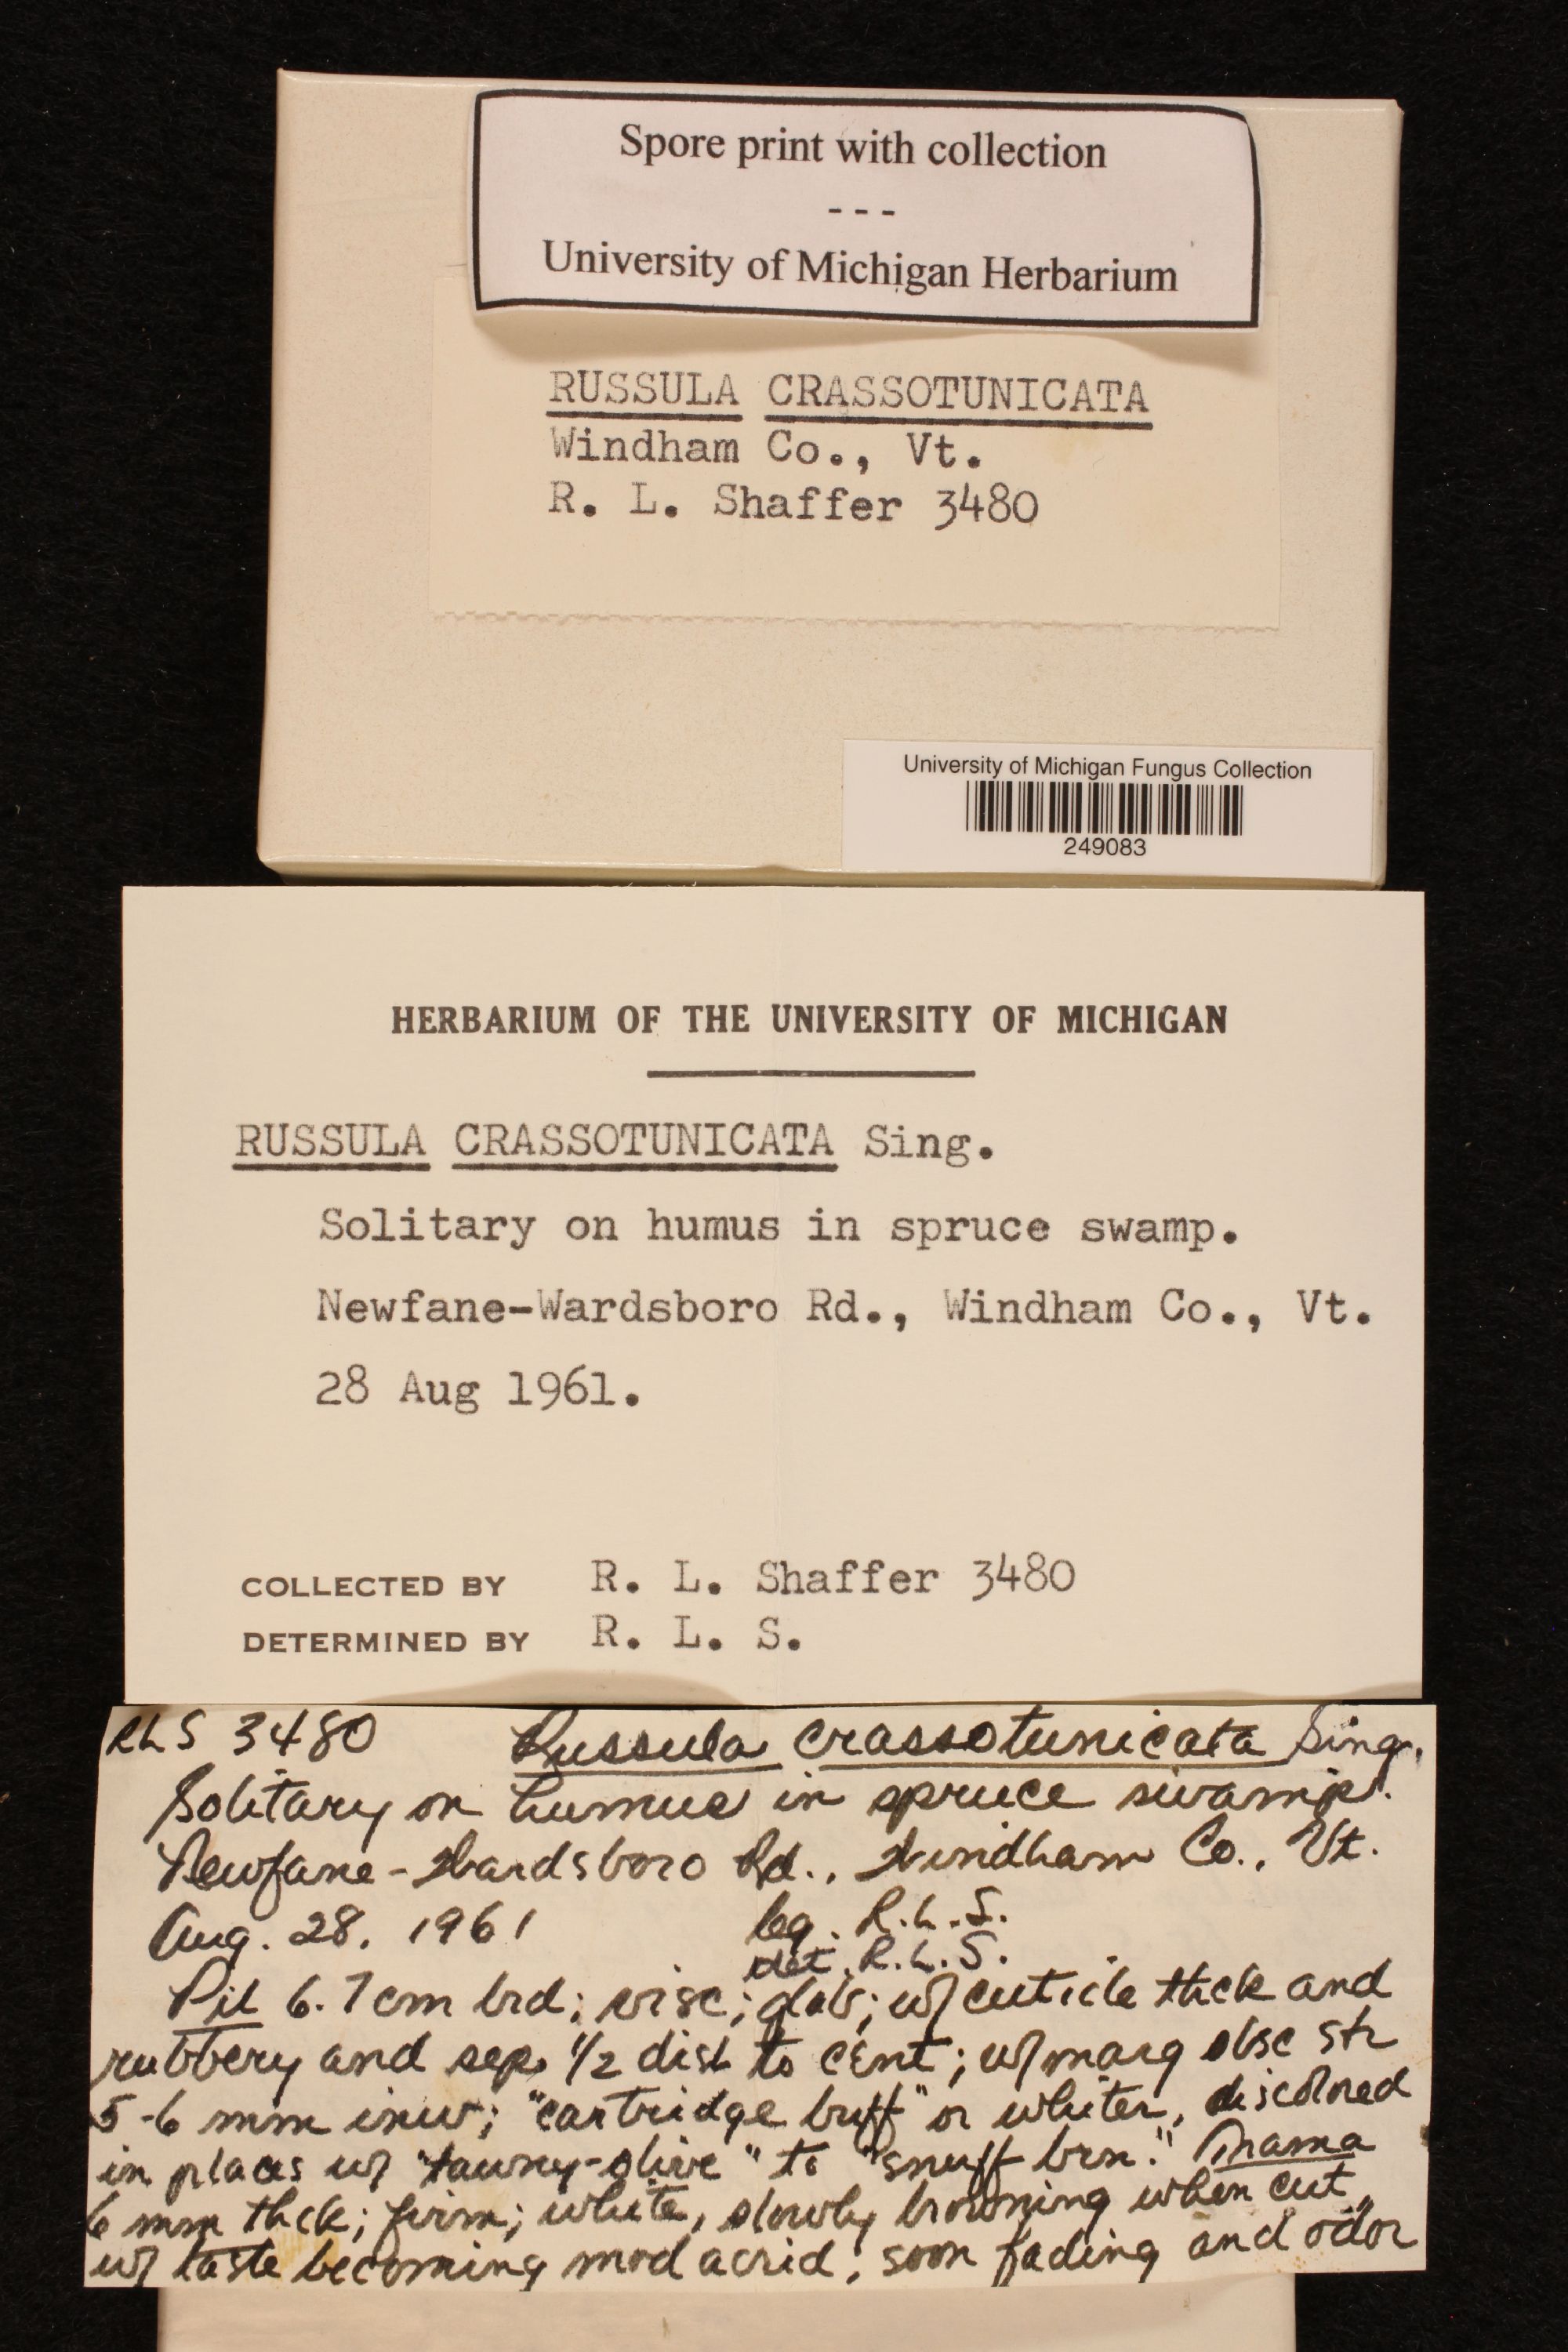 Spore print with collection
---
University of Michigan Herbarium
RUSSULA CRASSOTUNICATA
Windham Co., Vt.
R. L. Shaffer 3480
University of Michigan Fungus Collection
249083
HERBARIUM OF THE UNIVERSITY OF MICHIGAN
RUSSULA CRASSOTUNICATA Sing.
Solitary on humus in spruce swamp.
Newfane-Wardsboro Rd., Windham Co., Vt.
28 Aug 1961.
COLLECTED BY R. L. Shaffer 3480
DETERMINED BY R. L. S.
RLS 3480 Russula crassotunicata Sing.
Solitary on humus in spruce swamp.
Newfane-Wardsboro Rd., Windham Co., Vt.
Aug. 28, 1961 leg. R.L.S.
det. R.L.S.
Pil 6.7 cm brd; visc; glab; w/ cuticle thck and
rubbery and sep. 1/2 dist to cent; w/ marg obsc str
5-6 mm inw; "cartridge buff" or whiter, discolored
in places w/ "tawny-olive" to "snuff brn." Trama
6 mm thck; firm; white, slowly browning when cut,
w/ taste becoming mod acrid, soon fading and odor